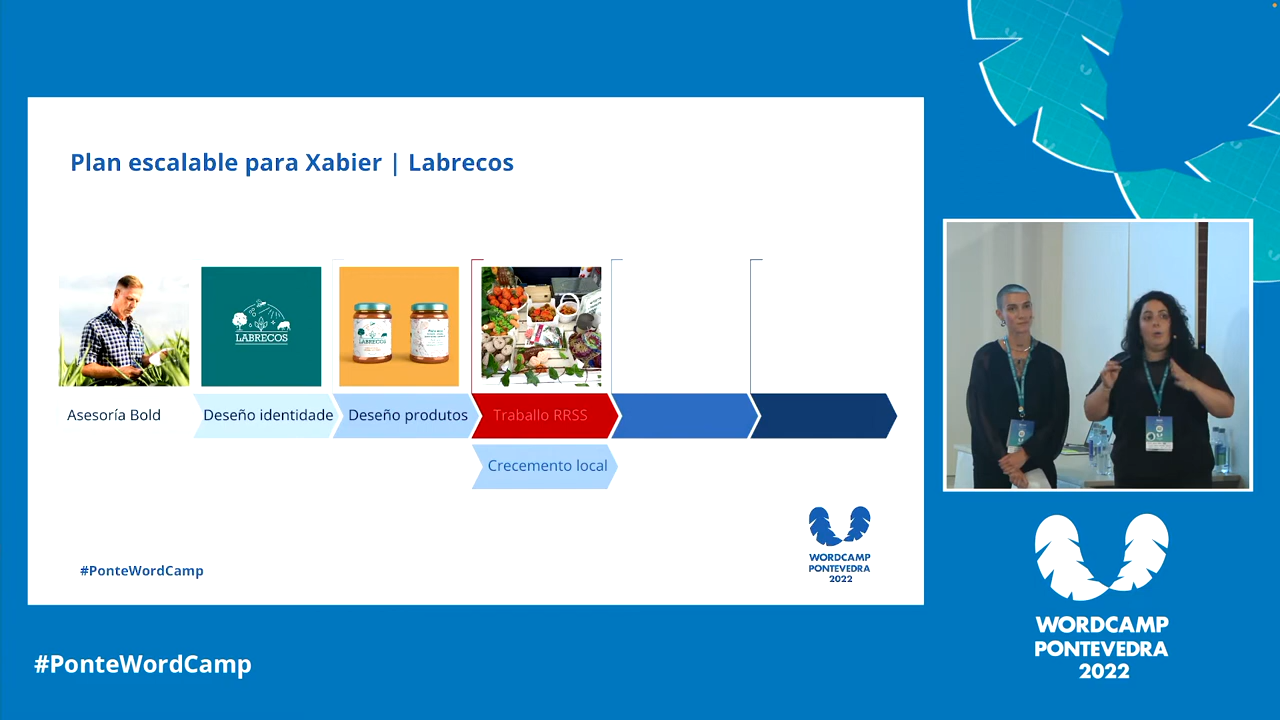 Plan escalable para Xabier | Labrecos
LABRECOS
LABRECOS
Asesoría Bold
Deseño identidade
Deseño produtos
Traballo RRSS
Crecemento local
WORDCAMP
PONTEVEDRA
2022
#PonteWordCamp
WORDCAMP
PONTEVEDRA
2022
#PonteWordCamp